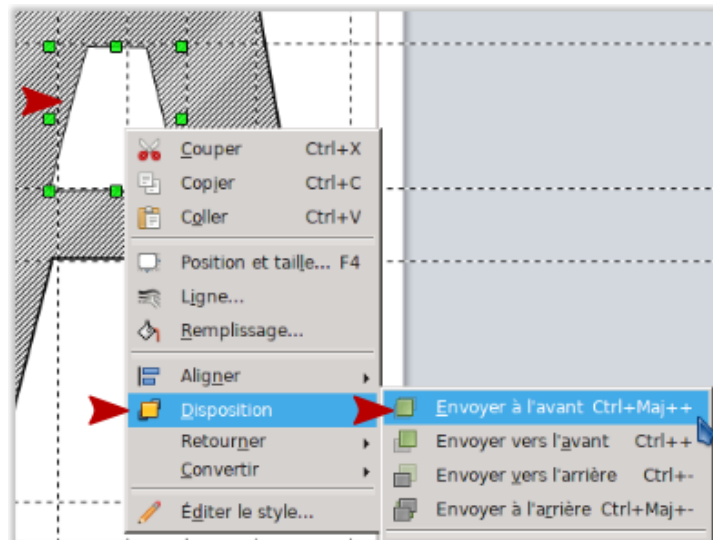 Couper Ctrl+X
Copier Ctrl+C
Coller Ctrl+V
Position et taille... F4
Ligne...
Remplissage...
Aligner
Disposition
Retourner
Convertir
Éditer le style...
Envoyer à l'avant Ctrl+Maj++
Envoyer vers l'avant Ctrl++
Envoyer vers l'arrière Ctrl+-
Envoyer à l'arrière Ctrl+Maj+-